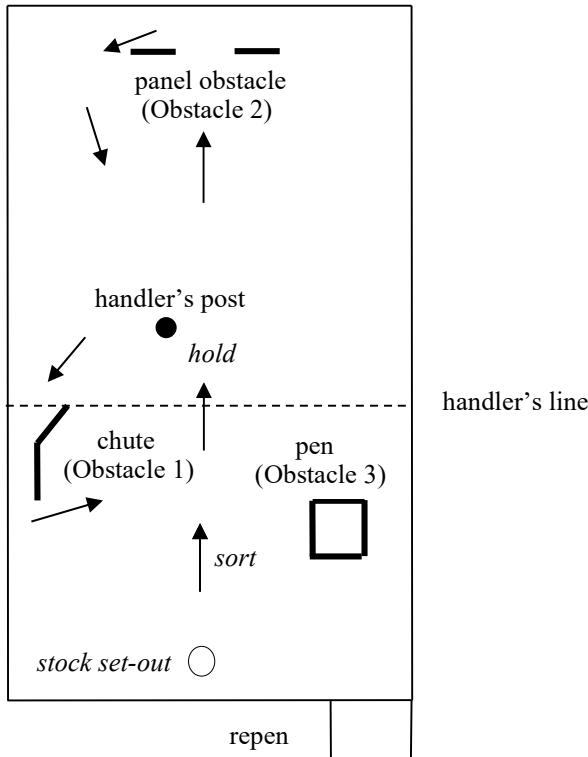 panel obstacle
(Obstacle 2)
handler’s post
hold
handler’s line
chute
(Obstacle 1)
pen
(Obstacle 3)
sort
stock set-out
repen